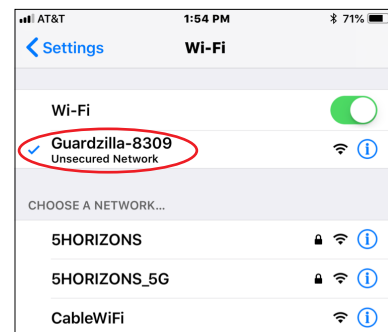 AT&T 1:54 PM 71%
Settings Wi-Fi
Wi-Fi
Guardzilla-8309
Unsecured Network
CHOOSE A NETWORK...
5HORIZONS
5HORIZONS_5G
CableWiFi